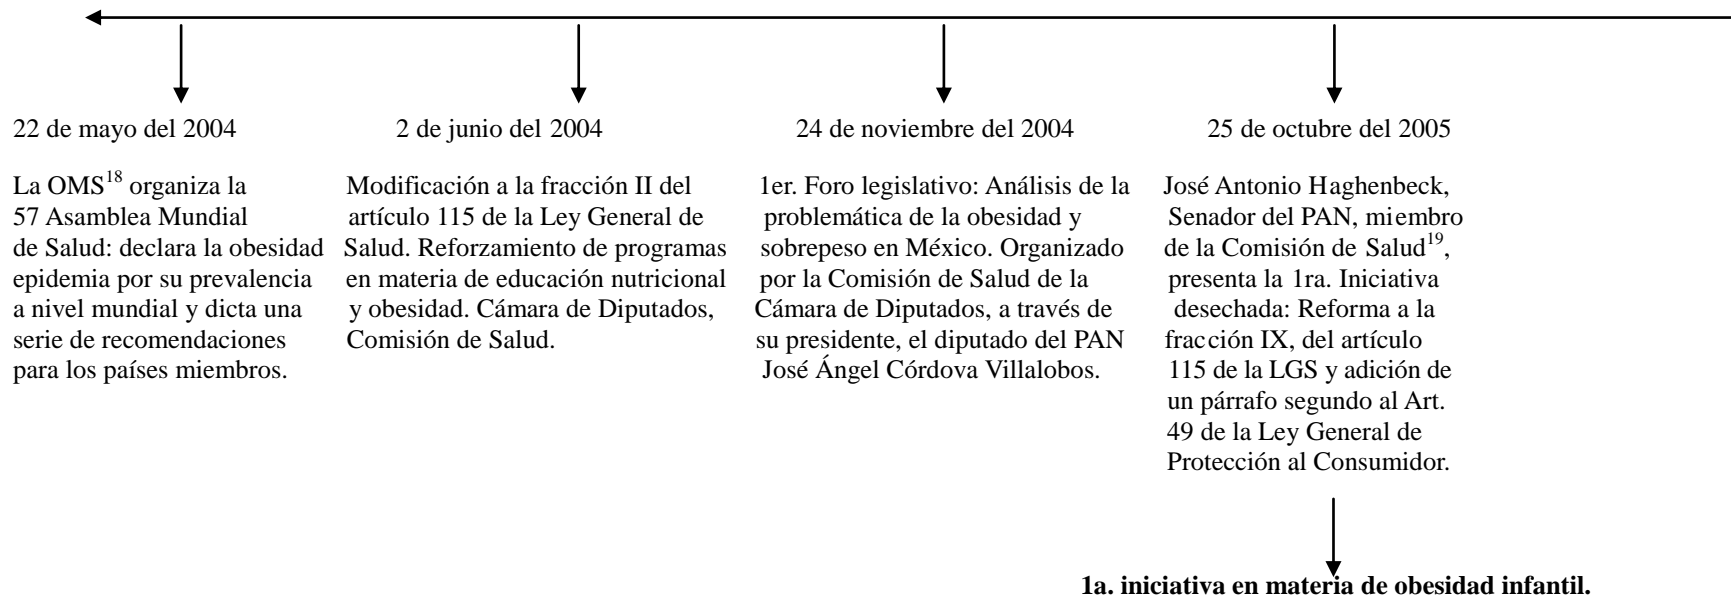 22 de mayo del 2004
La OMS18 organiza la
57 Asamblea Mundial
de Salud: declara la obesidad
epidemia por su prevalencia
a nivel mundial y dicta una
serie de recomendaciones
para los países miembros.
2 de junio del 2004
Modificación a la fracción II del
artículo 115 de la Ley General de
Salud. Reforzamiento de programas
en materia de educación nutricional
y obesidad. Cámara de Diputados,
Comisión de Salud.
24 de noviembre del 2004
1er. Foro legislativo: Análisis de la
problemática de la obesidad y
sobrepeso en México. Organizado
por la Comisión de Salud de la
Cámara de Diputados, a través de
su presidente, el diputado del PAN
José Ángel Córdova Villalobos.
25 de octubre del 2005
José Antonio Haghenbeck,
Senador del PAN, miembro
de la Comisión de Salud19,
presenta la 1ra. Iniciativa
desechada: Reforma a la
fracción IX, del artículo
115 de la LGS y adición de
un párrafo segundo al Art.
49 de la Ley General de
Protección al Consumidor.
1a. iniciativa en materia de obesidad infantil.